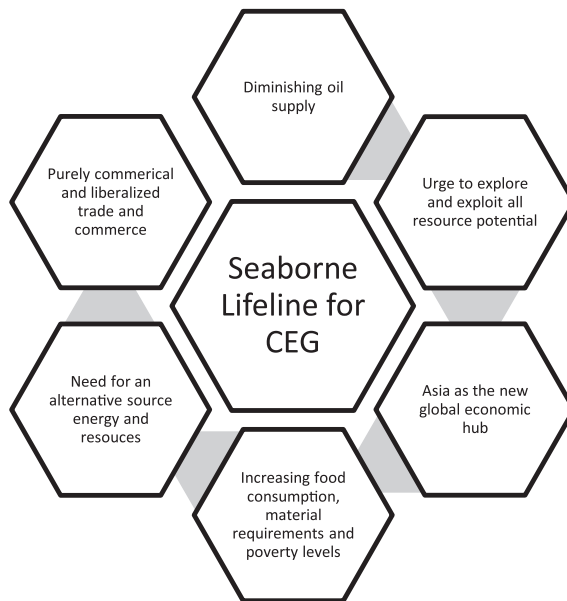 Diminishing oil
supply
Urge to explore
and exploit all
resource potential
Asia as the new
global economic
hub
Increasing food
consumption,
material
requirements and
poverty levels
Need for an
alternative source
energy and
resouces
Purely commerical
and liberalized
trade and
commerce
Seaborne
Lifeline for
CEG